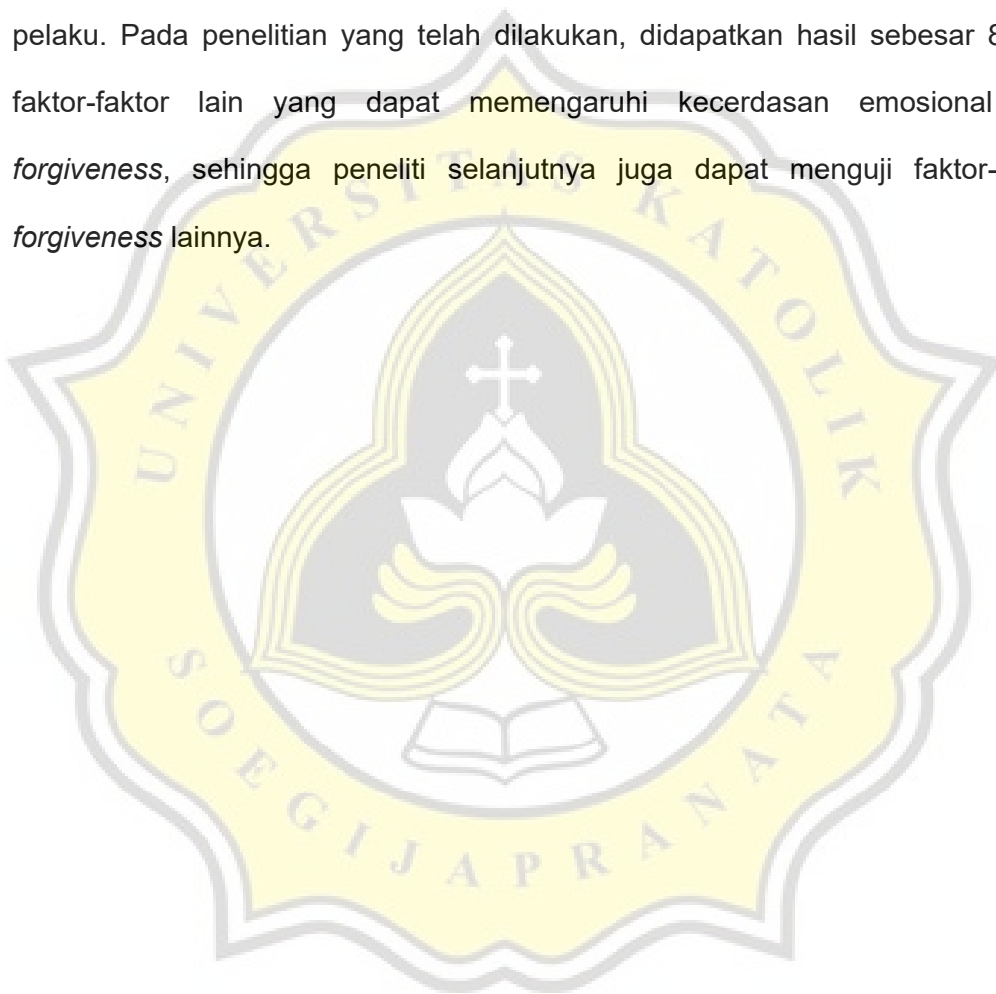 pelaku. Pada penelitian yang telah dilakukan, didapatkan hasil sebesar 8
faktor-faktor lain yang dapat memengaruhi kecerdasan emosional
forgiveness, sehingga peneliti selanjutnya juga dapat menguji faktor-
forgiveness lainnya.
UNIVERSITAS KATOLIK
SOEGIJAPRANATA